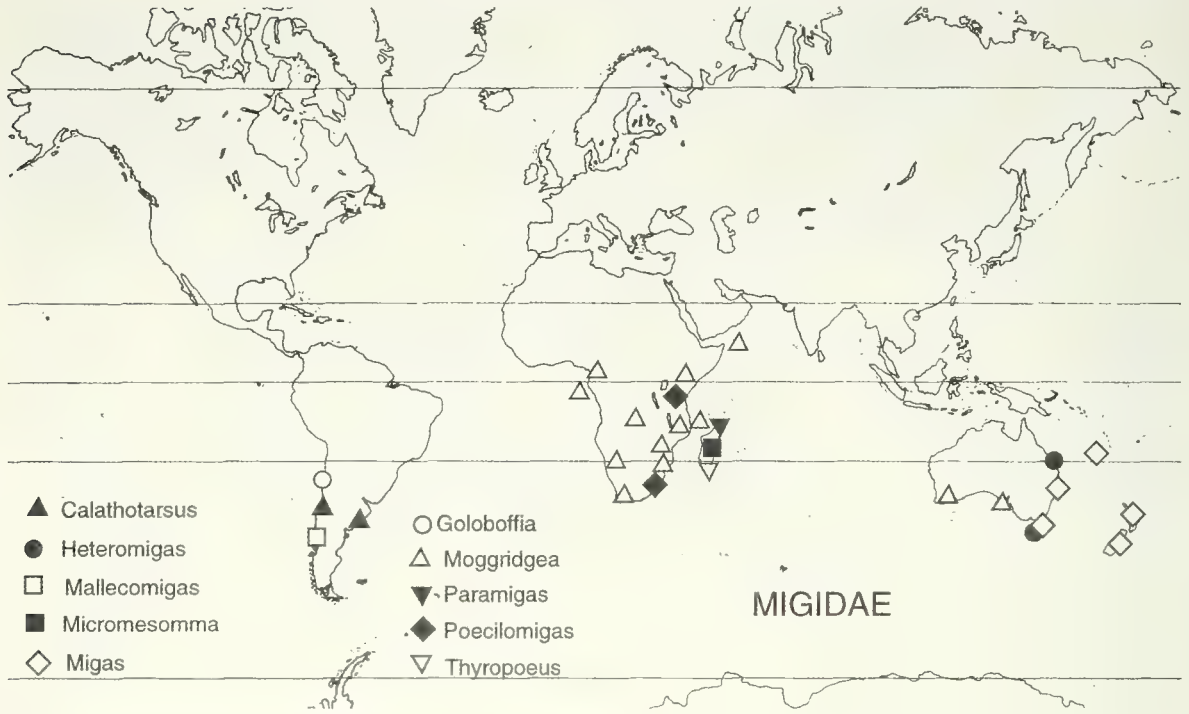 Calathotarsus
Heteromigas
Mallecomigas
Micromesomma
Migas
Goloboffia
Moggridgea
Paramigas
Poecilomigas
Thyropoeus
MIGIDAE